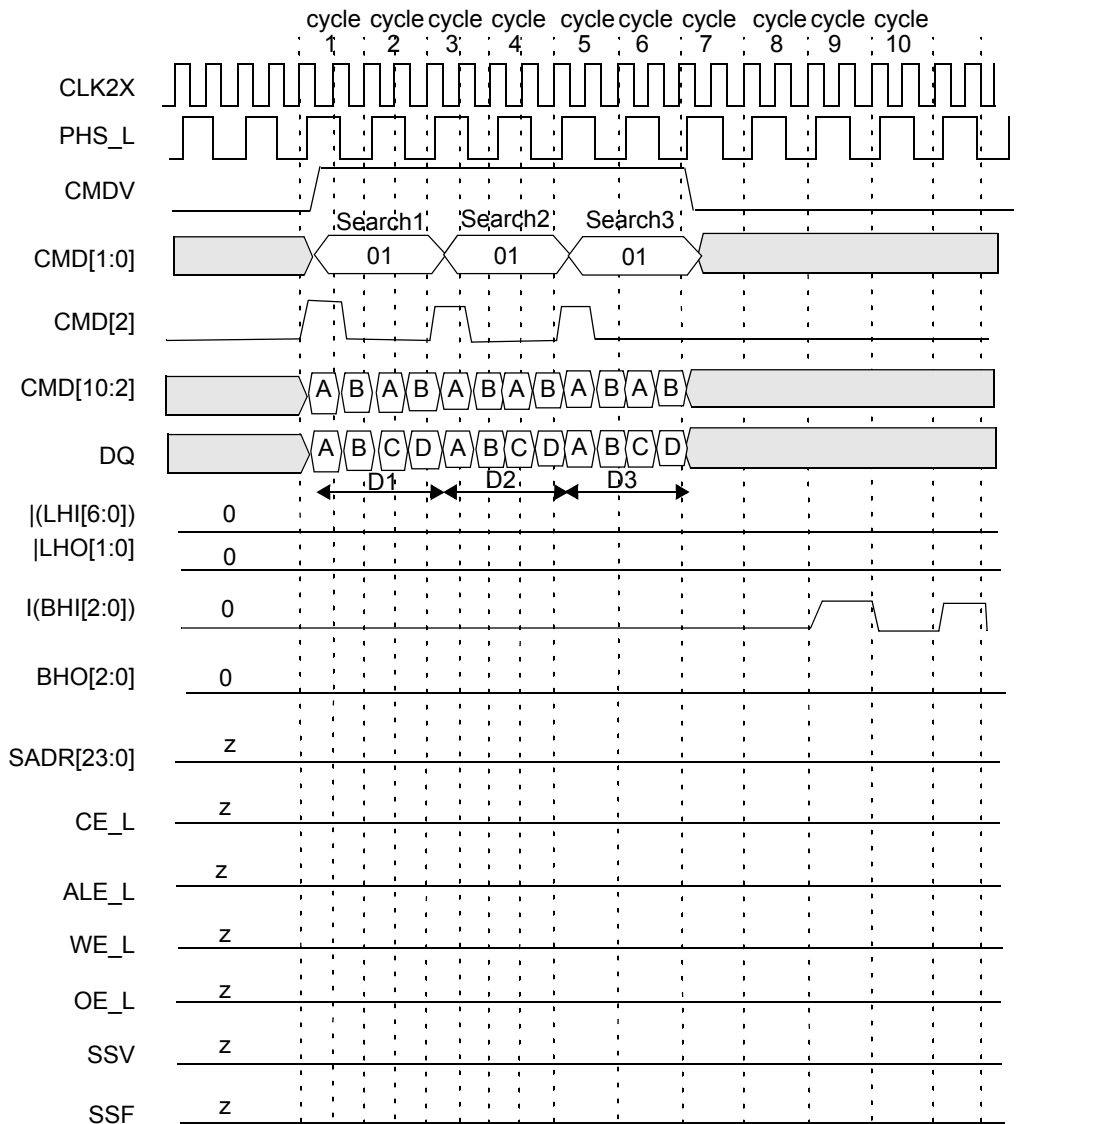 cycle cycle cycle cycle cycle cycle cycle cycle cycle cycle
1 2 3 4 5 6 7 8 9 10
CLK2X
PHS_L
CMDV
Search1 Search2 Search3
CMD[1:0] 01 01 01
CMD[2]
CMD[10:2] A B A B A B A B A B A B
DQ A B C D A B C D A B C D
D1 D2 D3
|(LHI[6:0]) 0
|LHO[1:0] 0
I(BHI[2:0]) 0
BHO[2:0] 0
SADR[23:0] z
CE_L z
ALE_L z
WE_L z
OE_L z
SSV z
SSF z